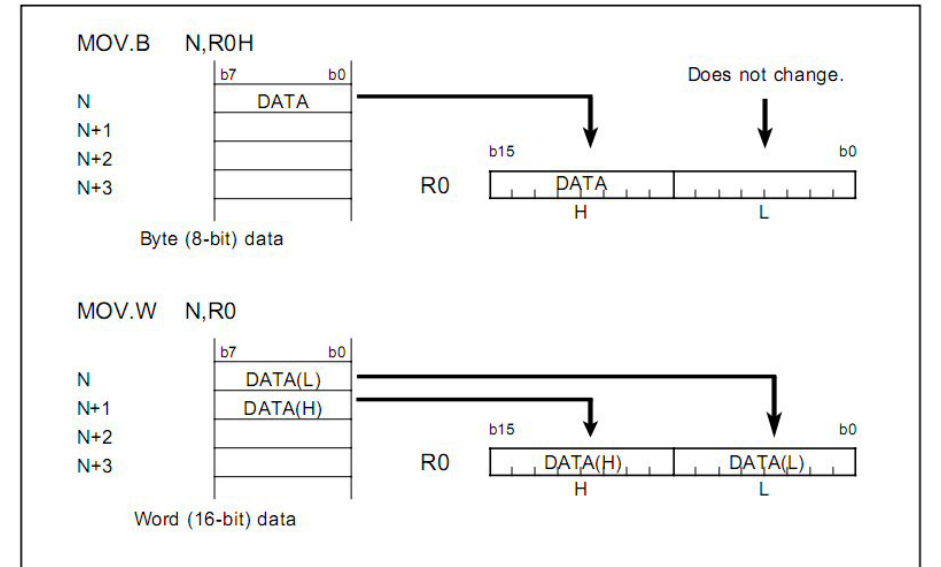 MOV.B N,R0H
b7 b0
Does not change.
N DATA
N+1
N+2
b15 b0
N+3
R0 DATA
H L
Byte (8-bit) data
MOV.W N,R0
b7 b0
N DATA(L)
N+1 DATA(H)
b15 b0
N+2
N+3
R0 DATA(H) DATA(L)
H L
Word (16-bit) data